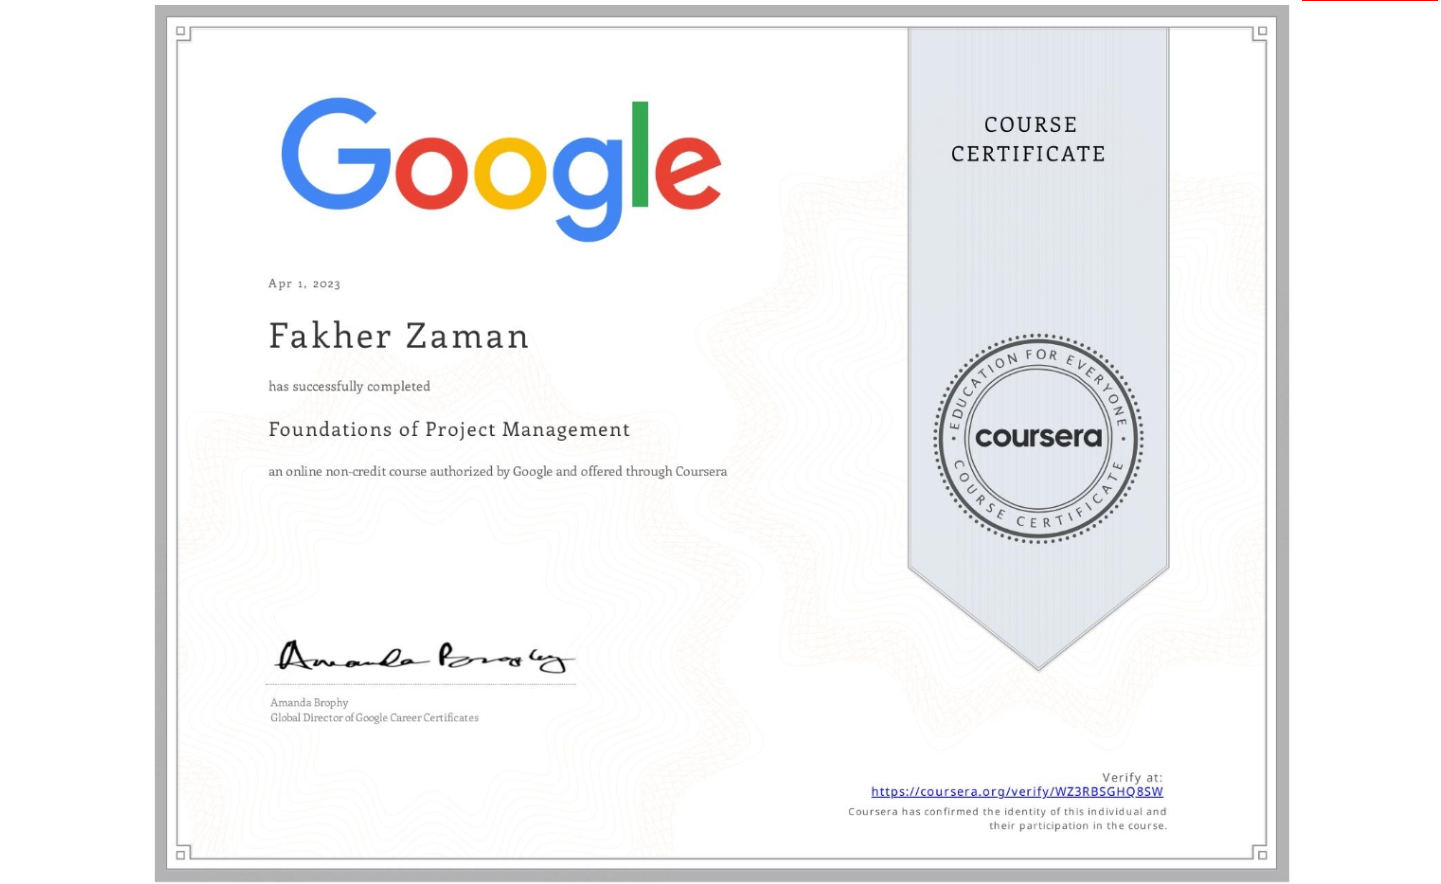 Google
COURSE
CERTIFICATE
Apr 1, 2023
Fakher Zaman
has successfully completed
Foundations of Project Management
an online non-credit course authorized by Google and offered through Coursera
EDUCATION FOR EVERYONE
coursera
COURSE CERTIFICATE
Amanda Brophy
Amanda Brophy
Global Director of Google Career Certificates
Verify at:
https://coursera.org/verify/WZ3RBSGHQ8SW
Coursera has confirmed the identity of this individual and
their participation in the course.